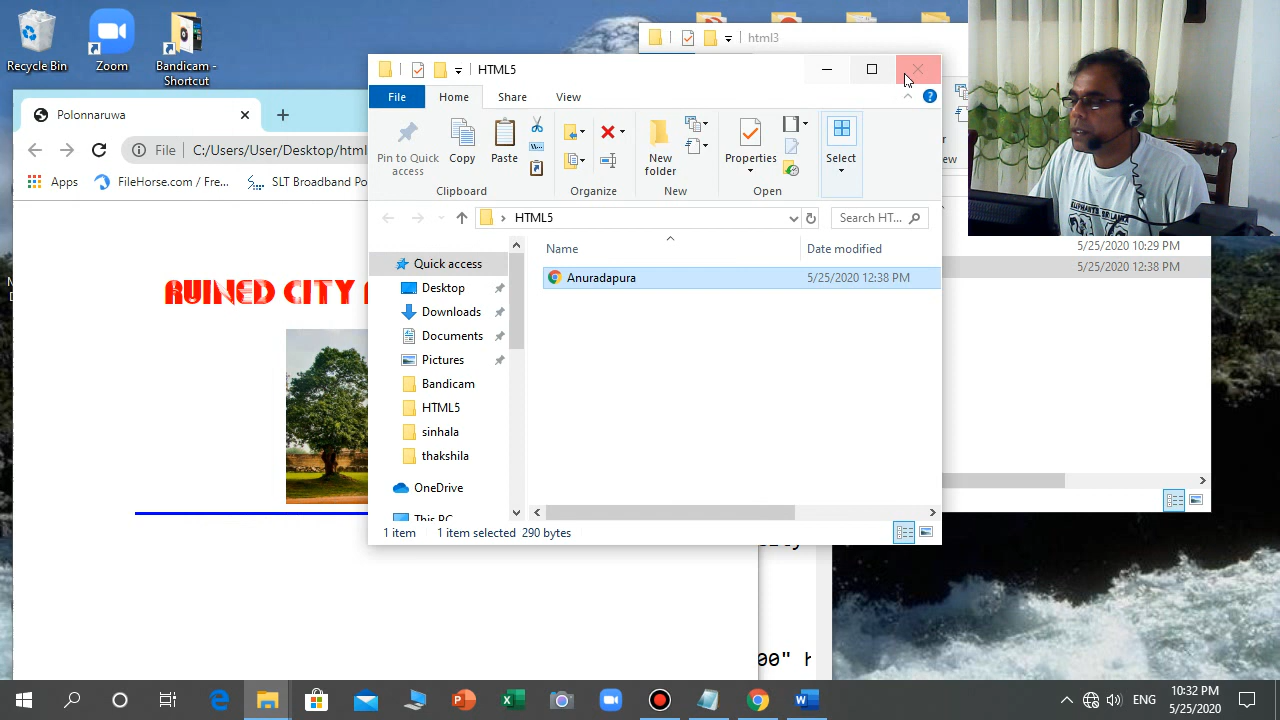 Recycle Bin
Zoom
Bandicam -
Shortcut
html3
HTML5
File
Home
Share
View
Pin to Quick
access
Copy
Paste
New
folder
Properties
Select
Clipboard
Organize
New
Open
HTML5
Search HT...
Name
Date modified
Quick access
Desktop
Downloads
Documents
Pictures
Bandicam
HTML5
sinhala
thakshila
OneDrive
This PC
Anuradapura
5/25/2020 12:38 PM
1 item
1 item selected 290 bytes
Polonnaruwa
File
C:/Users/User/Desktop/html
Apps
FileHorse.com / Fre...
SLT Broadband Po
RUINED CITY
5/25/2020 10:29 PM
5/25/2020 12:38 PM
00" h
ENG
10:32 PM
5/25/2020